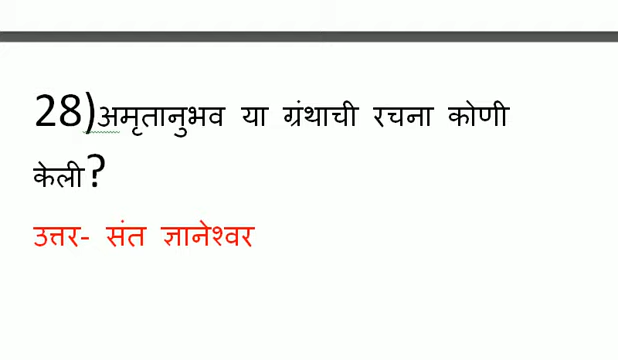 28)अमृतानुभव या ग्रंथाची रचना कोणी
केली?
उत्तर- संत ज्ञानेश्वर